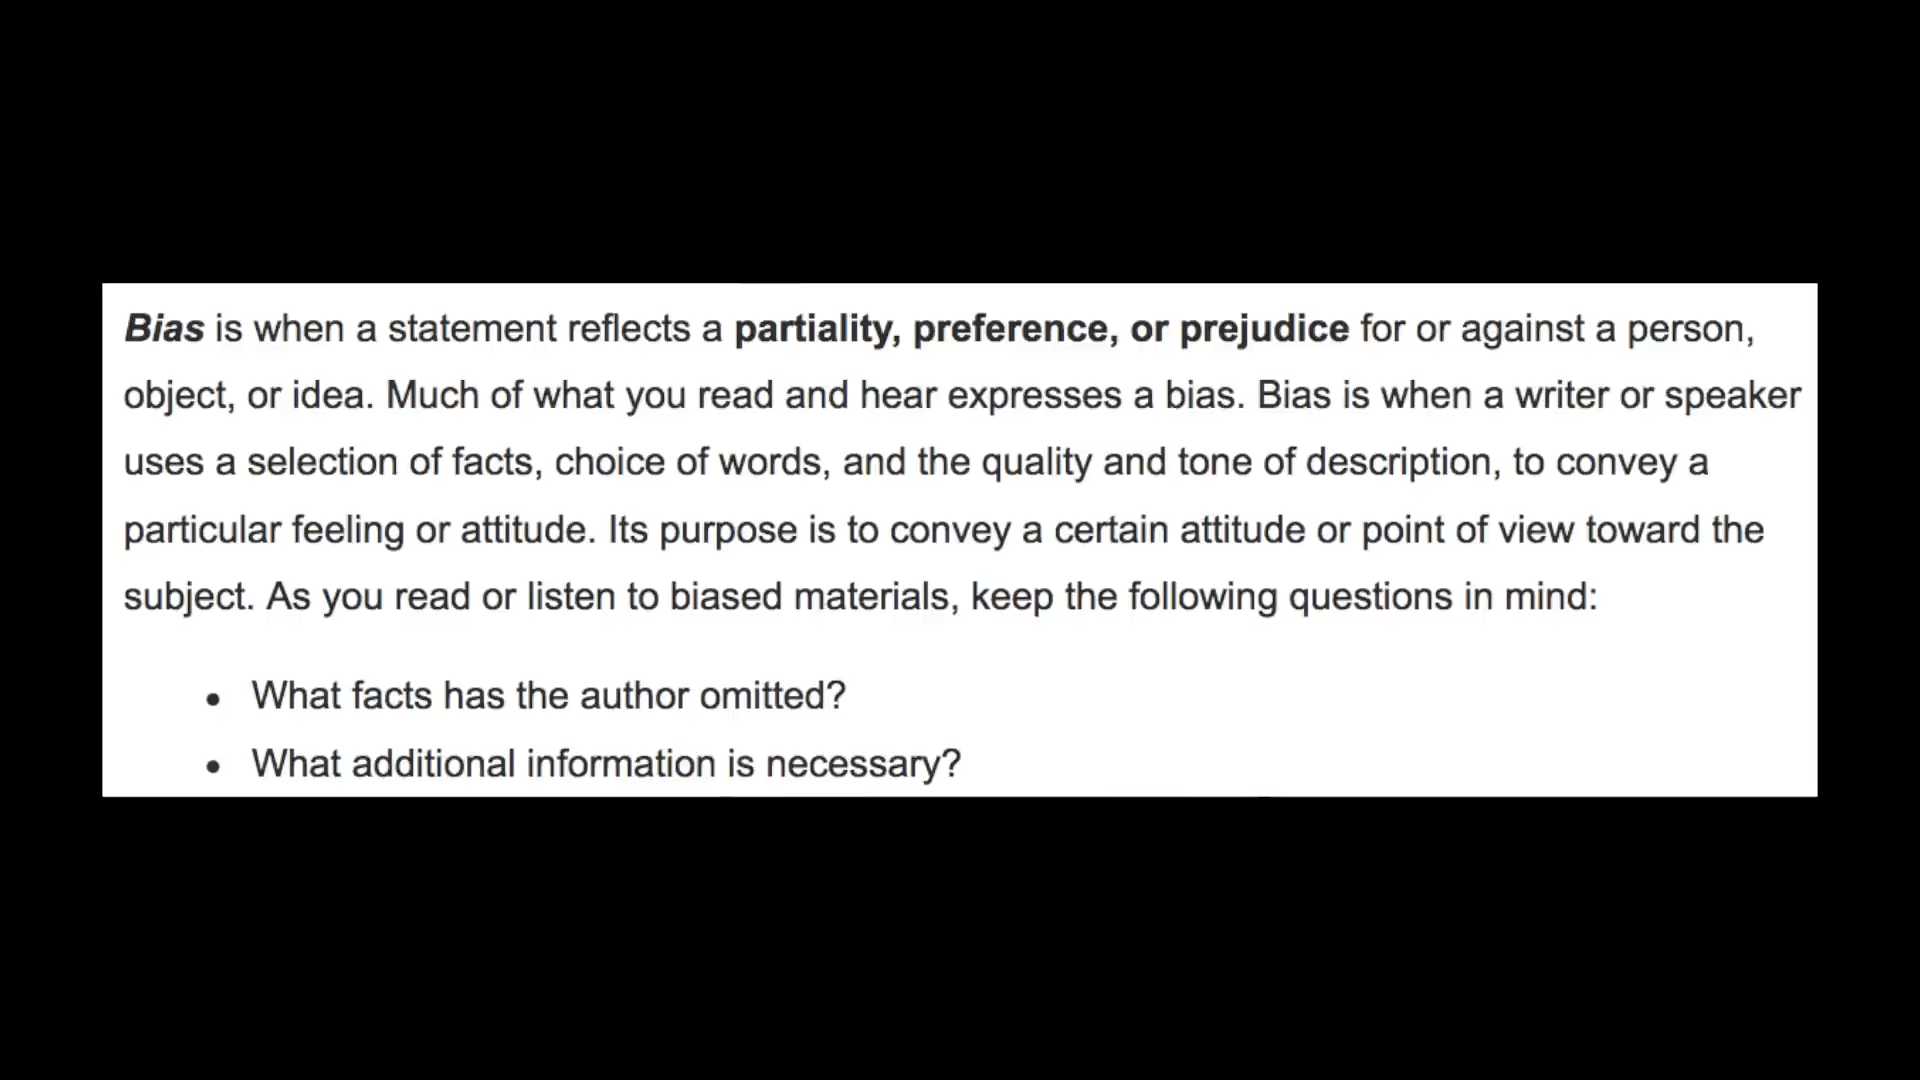 Bias is when a statement reflects a partiality, preference, or prejudice for or against a person,
object, or idea. Much of what you read and hear expresses a bias. Bias is when a writer or speaker
uses a selection of facts, choice of words, and the quality and tone of description, to convey a
particular feeling or attitude. Its purpose is to convey a certain attitude or point of view toward the
subject. As you read or listen to biased materials, keep the following questions in mind:
• What facts has the author omitted?
• What additional information is necessary?